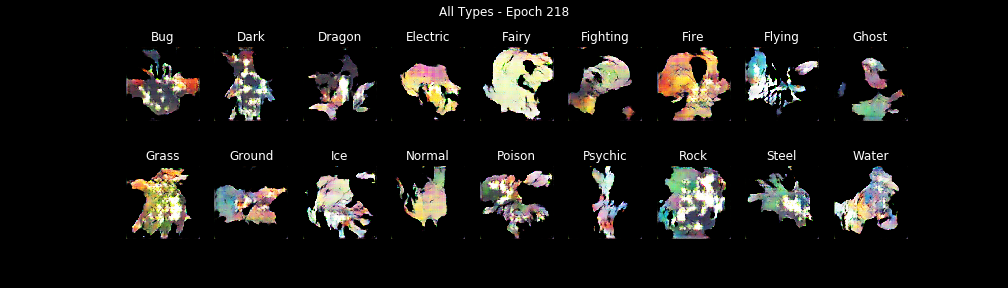 All Types - Epoch 218
Bug Dark Dragon Electric Fairy Fighting Fire Flying Ghost
Grass Ground Ice Normal Poison Psychic Rock Steel Water